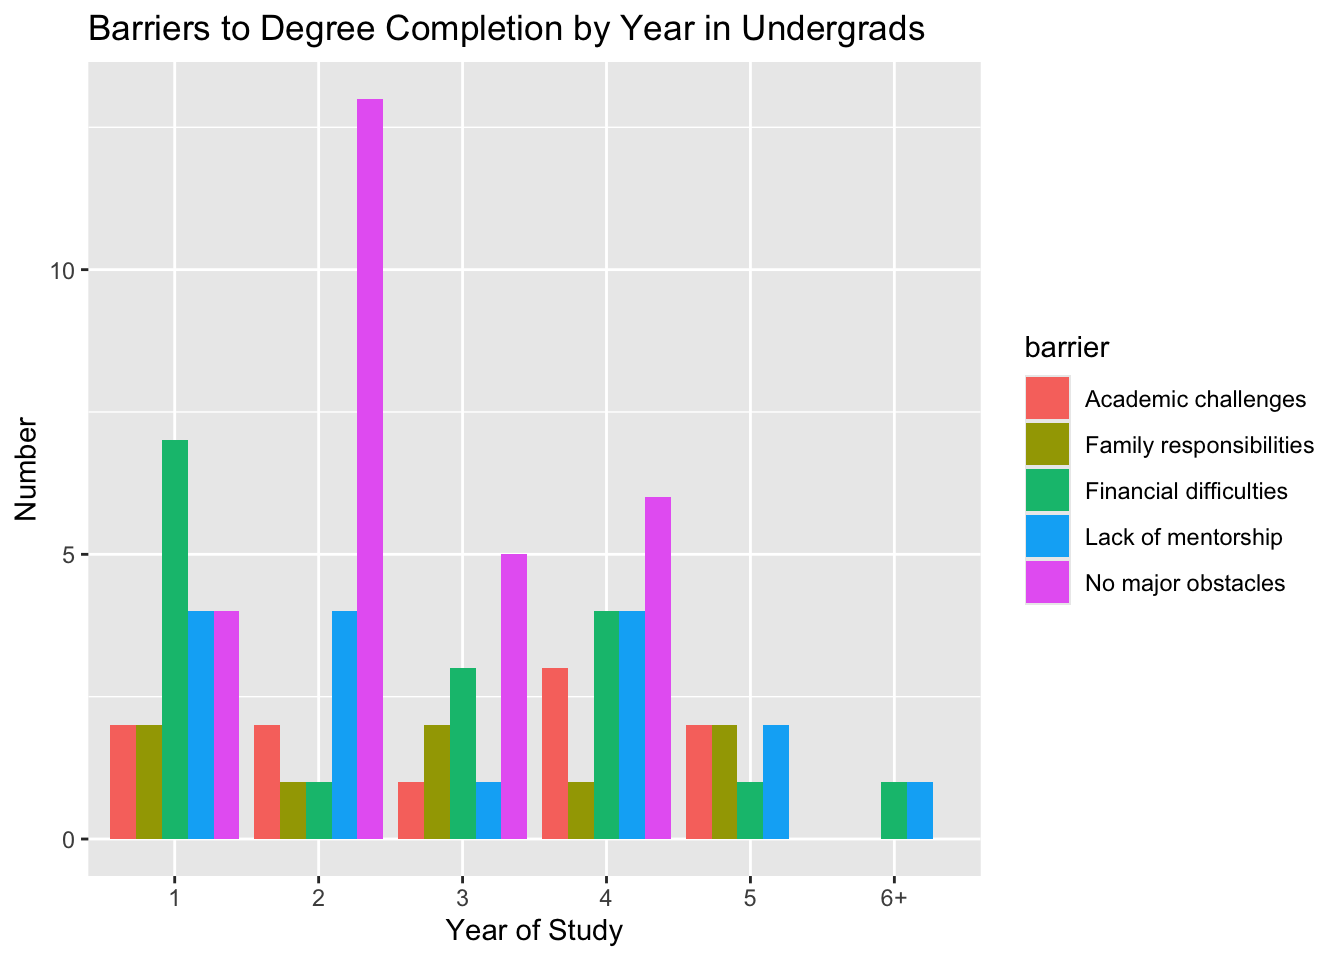 Barriers to Degree Completion by Year in Undergrads
Number
10
5
0
1 2 3 4 5 6+
Year of Study
barrier
Academic challenges
Family responsibilities
Financial difficulties
Lack of mentorship
No major obstacles